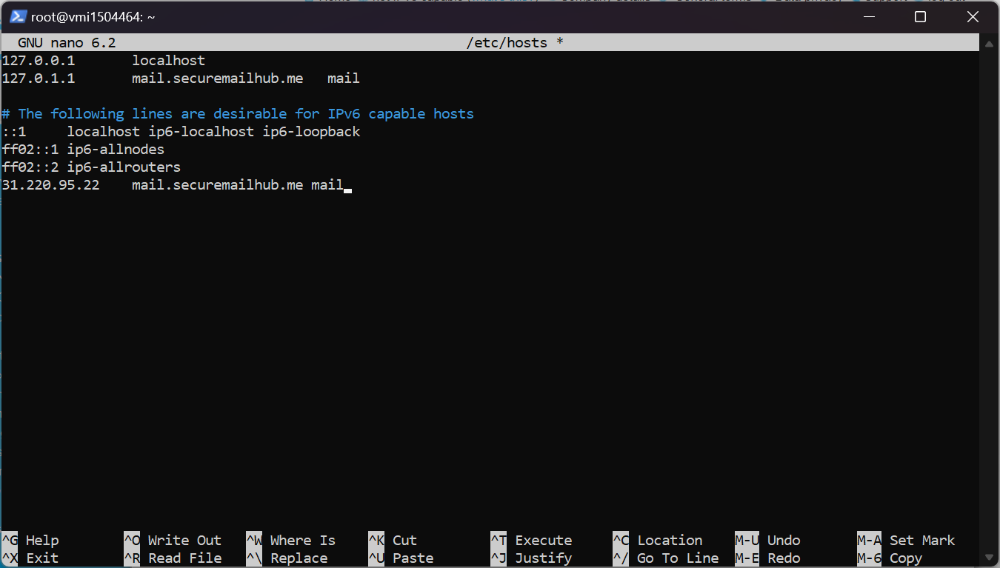 root@vmi1504464: ~
GNU nano 6.2 /etc/hosts *
127.0.0.1 localhost
127.0.1.1 mail.securemailhub.me mail
# The following lines are desirable for IPv6 capable hosts
::1 localhost ip6-localhost ip6-loopback
ff02::1 ip6-allnodes
ff02::2 ip6-allrouters
31.220.95.22 mail.securemailhub.me mail
^G Help ^O Write Out ^W Where Is ^K Cut ^T Execute ^C Location M-U Undo M-A Set Mark
^X Exit ^R Read File ^\ Replace ^U Paste ^J Justify ^/ Go To Line M-E Redo M-6 Copy